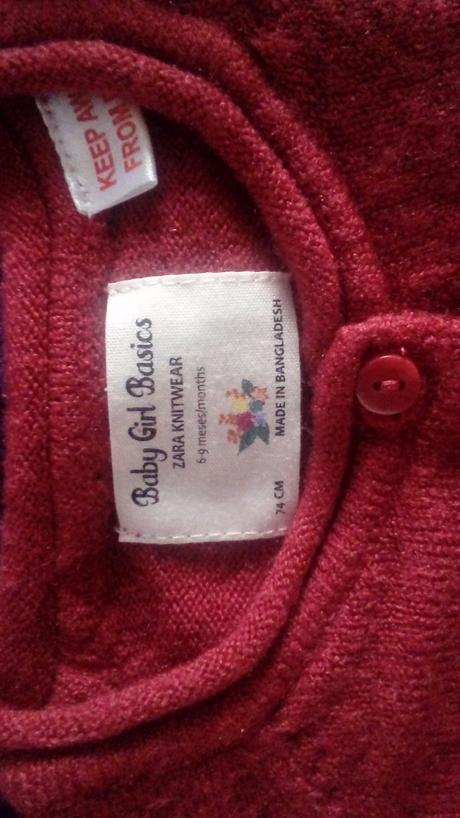 KEEP AW
FROM
Baby Girl Basics
ZARA KNITWEAR
6-9 meses/months
74 CM
MADE IN BANGLADESH